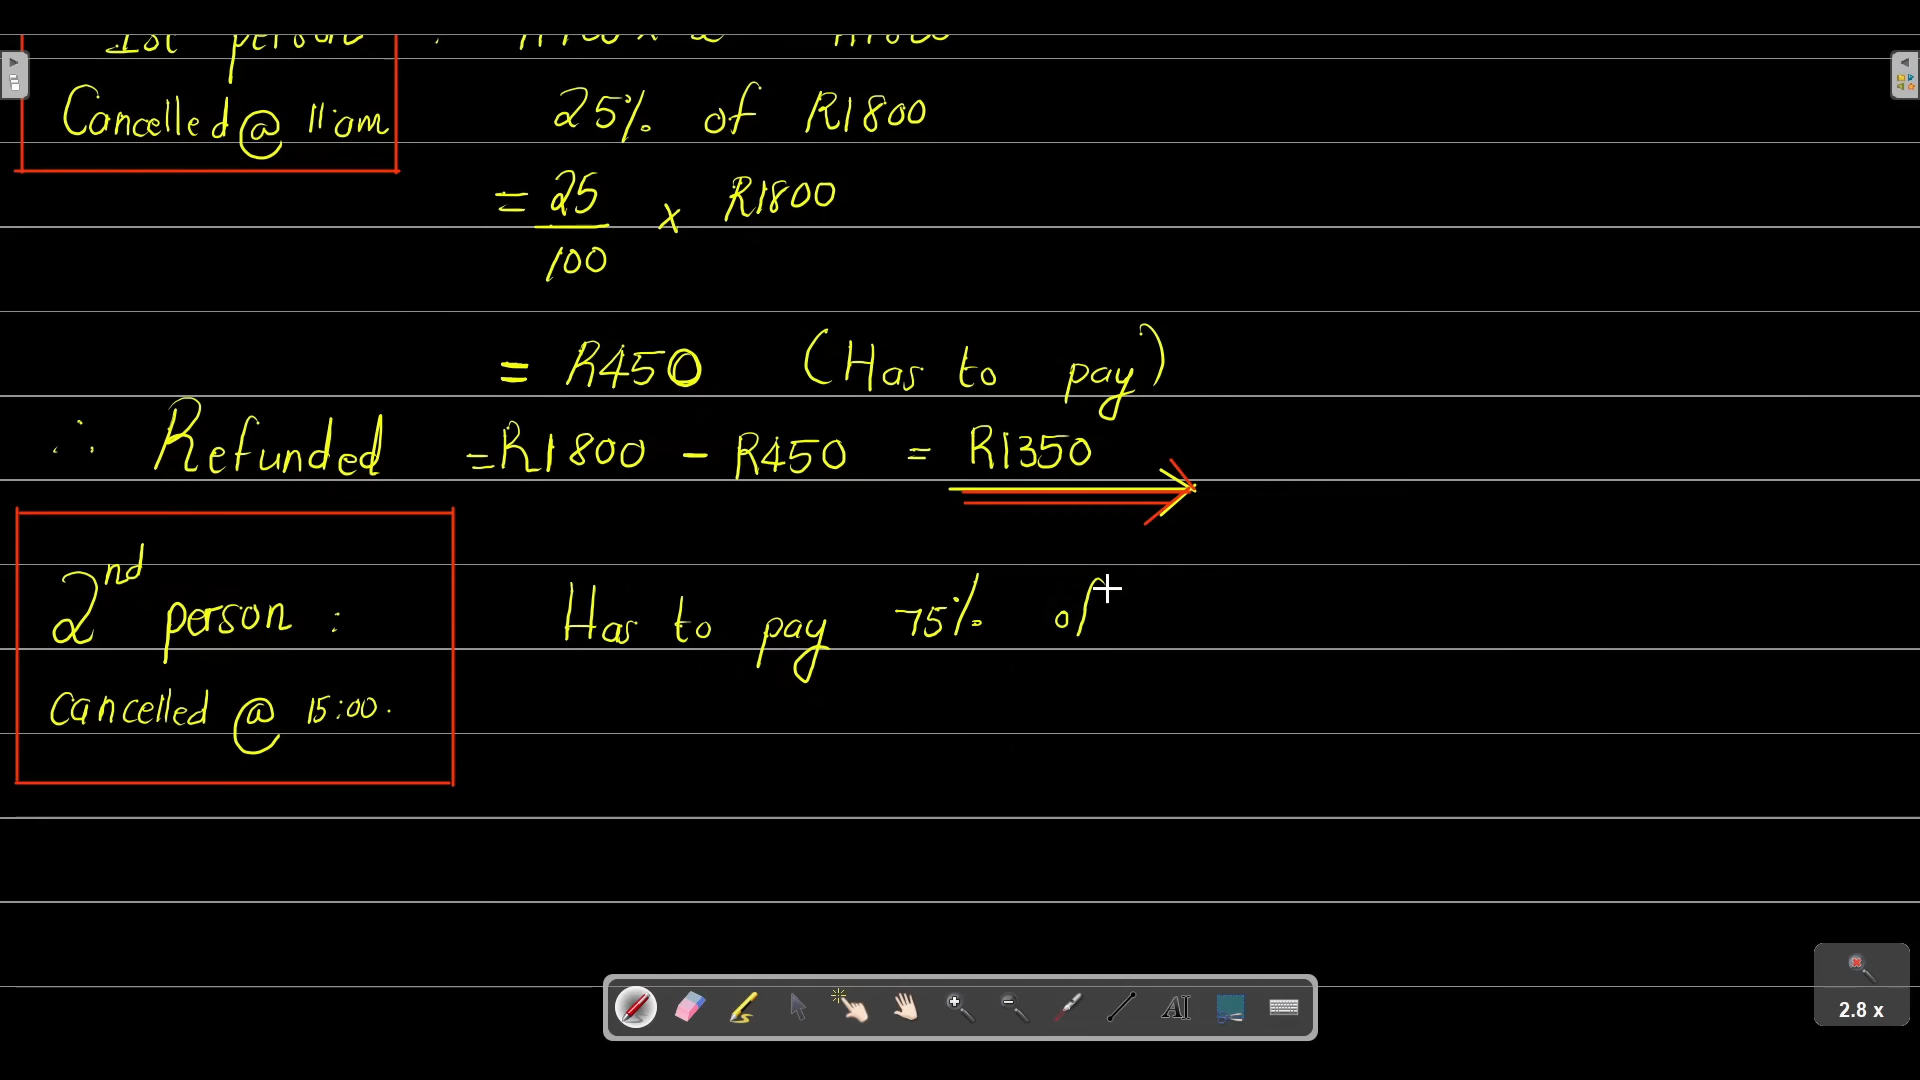 Cancelled @ 11am 25% of R1800
= 25/100 x R1800
= R450 (Has to pay)
∴ Refunded = R1800 - R450 = R1350
2nd person : Has to pay 75% of
cancelled @ 15:00.
AI
2.8 x